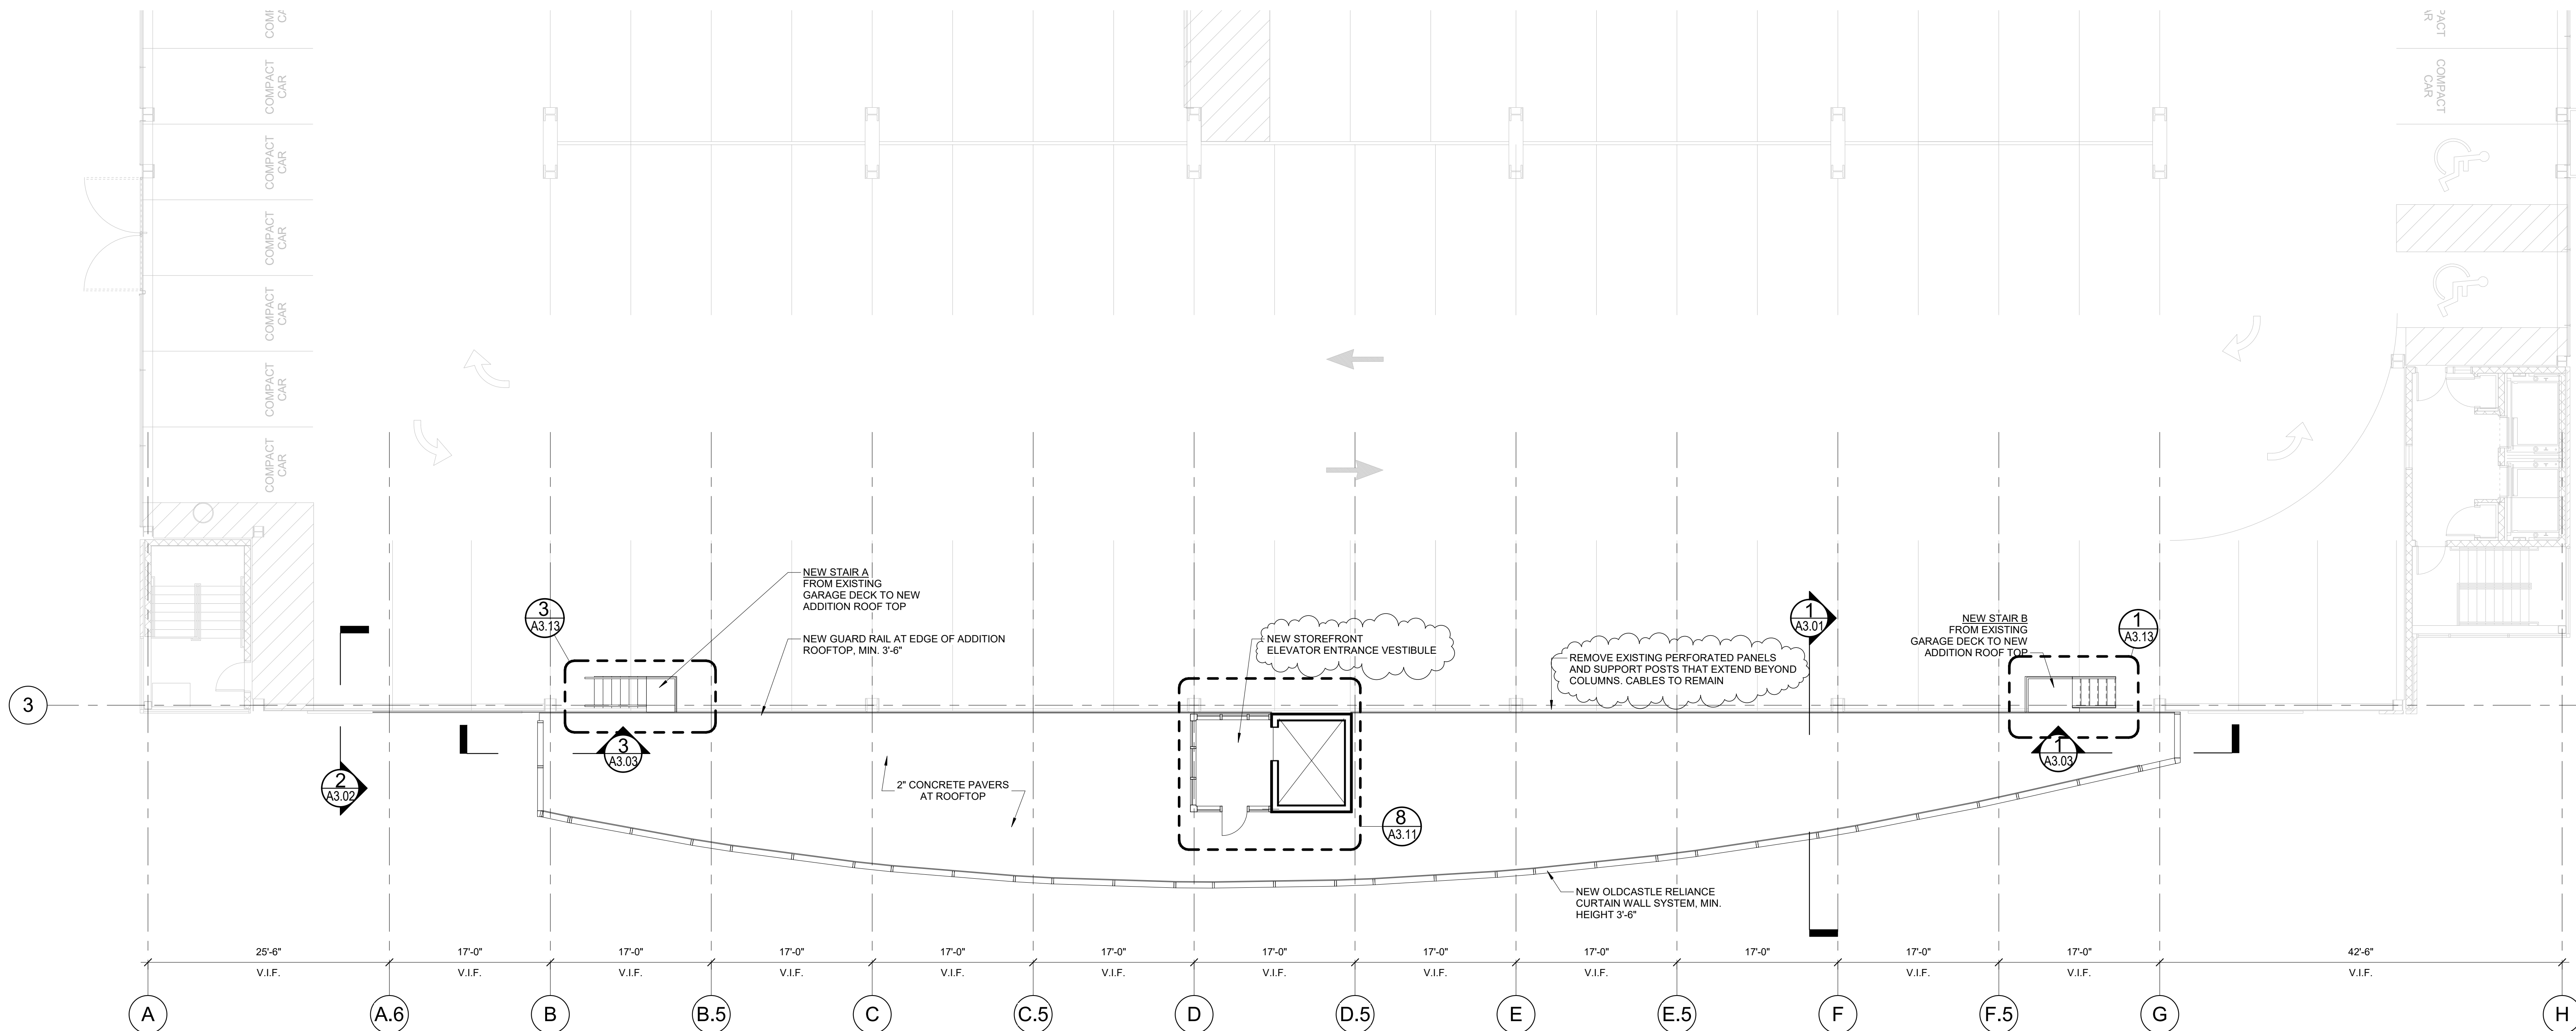 COMPACT
CAR
COMPACT
CAR
COMPACT
CAR
COMPACT
CAR
COMPACT
CAR
COMPACT
CAR
COMPACT
CAR
COMPACT
CAR
NEW STAIR A
FROM EXISTING
GARAGE DECK TO NEW
ADDITION ROOF TOP
3
A3.13
NEW GUARD RAIL AT EDGE OF ADDITION
ROOFTOP, MIN. 3'-6"
NEW STOREFRONT
ELEVATOR ENTRANCE VESTIBULE
REMOVE EXISTING PERFORATED PANELS
AND SUPPORT POSTS THAT EXTEND BEYOND
COLUMNS. CABLES TO REMAIN
1
A3.01
NEW STAIR B
FROM EXISTING
GARAGE DECK TO NEW
ADDITION ROOF TOP
1
A3.13
3
3
A3.03
1
A3.03
2
A3.02
2" CONCRETE PAVERS
AT ROOFTOP
8
A3.11
NEW OLDCASTLE RELIANCE
CURTAIN WALL SYSTEM, MIN.
HEIGHT 3'-6"
25'-6" 17'-0" 17'-0" 17'-0" 17'-0" 17'-0" 17'-0" 17'-0" 17'-0" 17'-0" 17'-0" 17'-0" 42'-6"
V.I.F. V.I.F. V.I.F. V.I.F. V.I.F. V.I.F. V.I.F. V.I.F. V.I.F. V.I.F. V.I.F. V.I.F.
A A.6 B B.5 C C.5 D D.5 E E.5 F F.5 G H